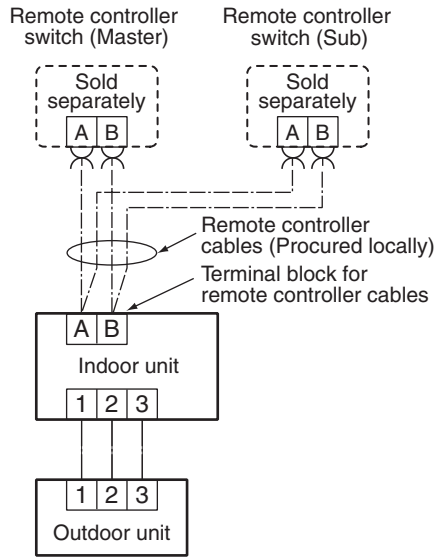 Remote controller
switch (Master)
Remote controller
switch (Sub)
Sold
separately
A B
Sold
separately
A B
Remote controller
cables (Procured locally)
Terminal block for
remote controller cables
A B
Indoor unit
1 2 3
1 2 3
Outdoor unit